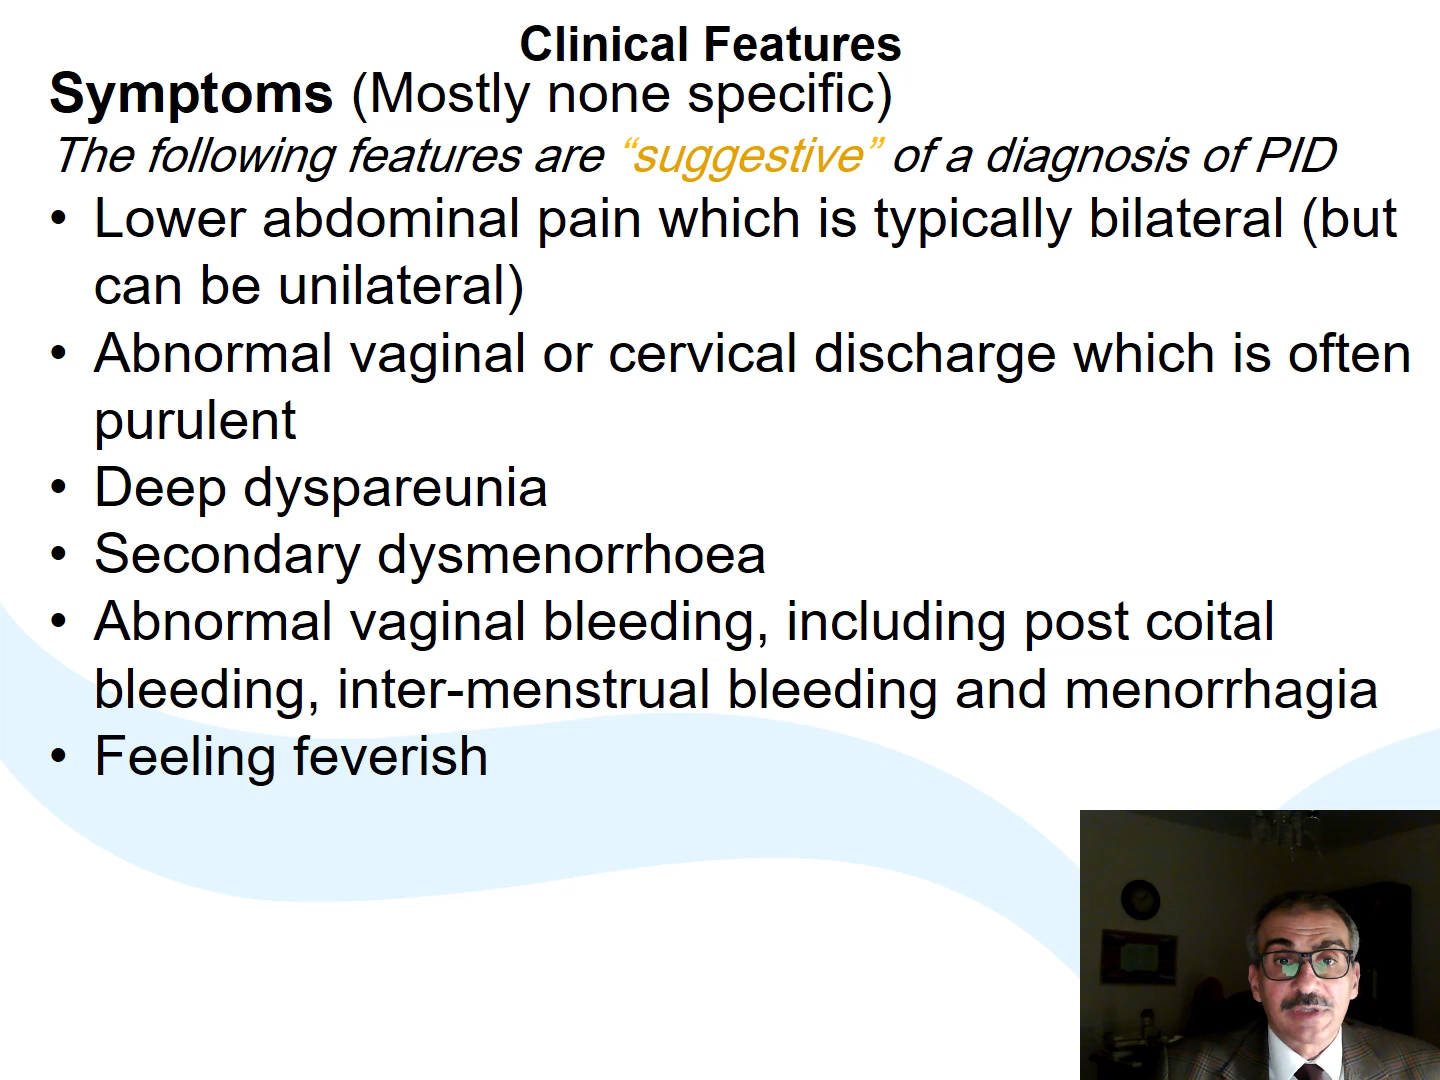 Clinical Features
Symptoms (Mostly none specific)
The following features are “suggestive” of a diagnosis of PID
• Lower abdominal pain which is typically bilateral (but
can be unilateral)
• Abnormal vaginal or cervical discharge which is often
purulent
• Deep dyspareunia
• Secondary dysmenorrhoea
• Abnormal vaginal bleeding, including post coital
bleeding, inter-menstrual bleeding and menorrhagia
• Feeling feverish